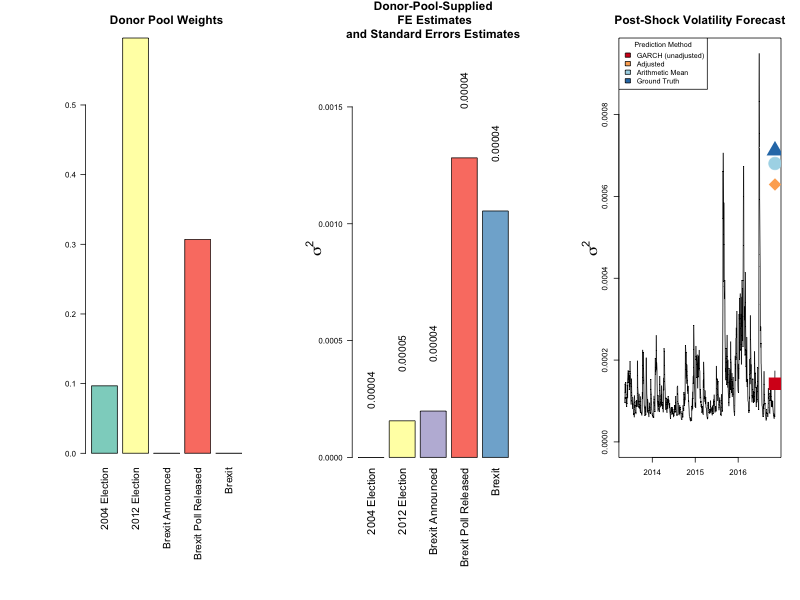 Donor Pool Weights
0.5
0.4
0.3
0.2
0.1
0.0
2004 Election
2012 Election
Brexit Announced
Brexit Poll Released
Brexit
Donor-Pool-Supplied
FE Estimates
and Standard Errors Estimates
σ²
0.0015
0.0010
0.0005
0.0000
0.00004
0.00005
0.00004
0.00004
0.00004
2004 Election
2012 Election
Brexit Announced
Brexit Poll Released
Brexit
Post-Shock Volatility Forecast
Prediction Method
GARCH (unadjusted)
Adjusted
Arithmetic Mean
Ground Truth
σ²
0.0008
0.0006
0.0004
0.0002
0.0000
2014
2015
2016